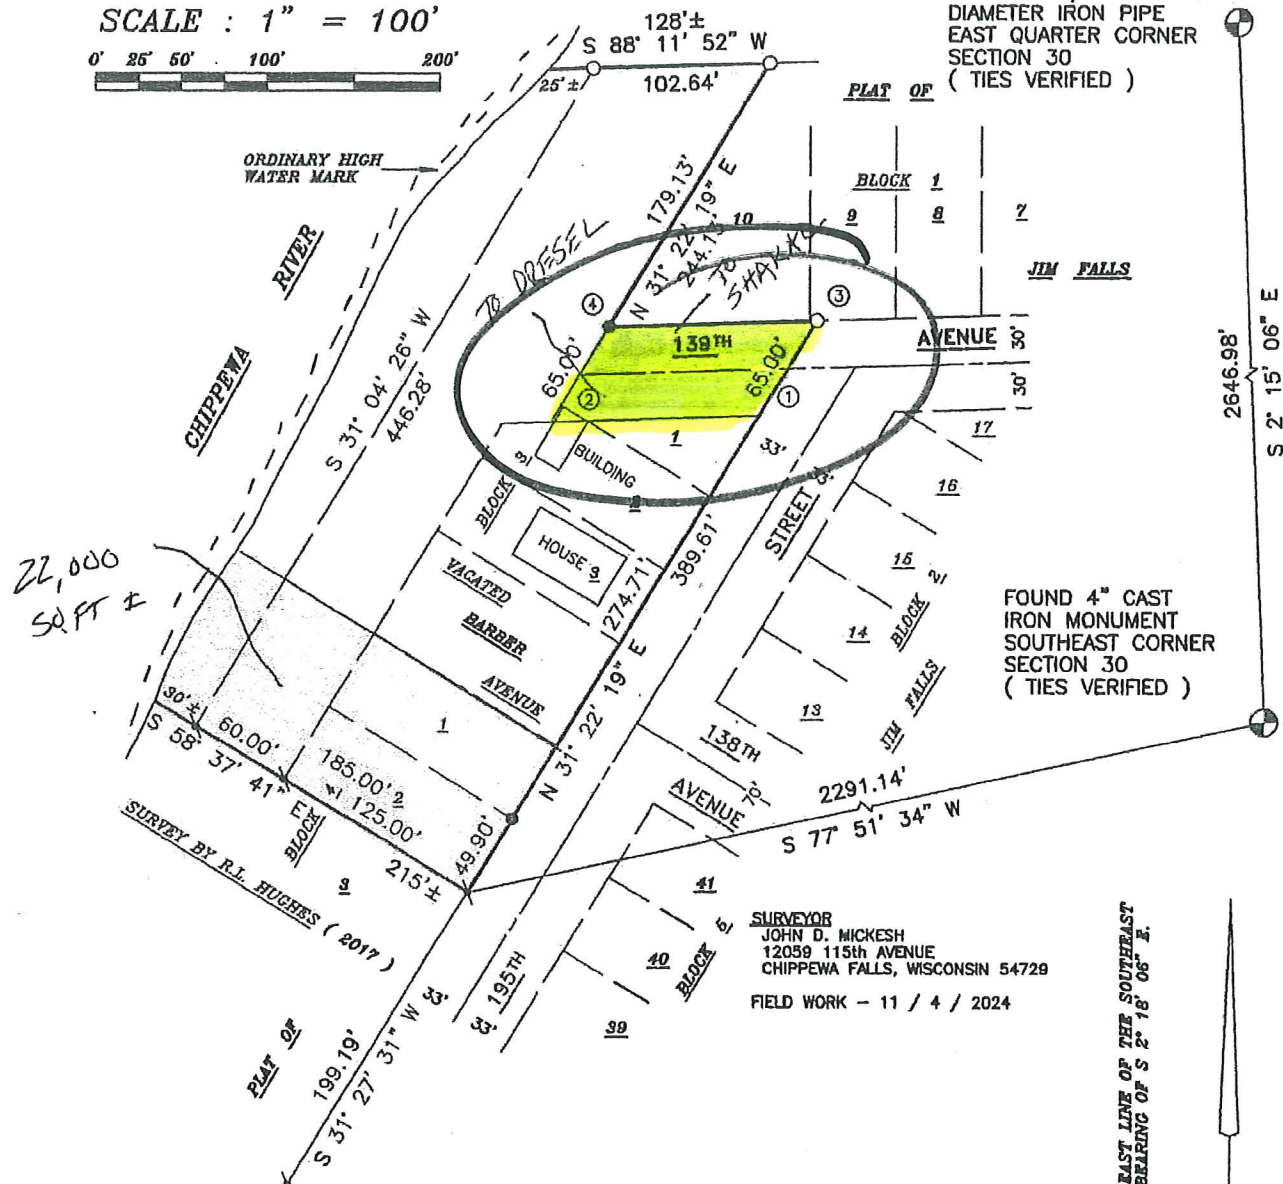 SCALE : 1" = 100'
0' 25' 50' 100' 200'
128'±
S 88° 11' 52" W
25'±
102.64'
DIAMETER IRON PIPE
EAST QUARTER CORNER
SECTION 30
( TIES VERIFIED )
PLAT OF
ORDINARY HIGH
WATER MARK
BLOCK 1
10
9
8
7
JIM FALLS
179.13'
N 31° 22' 19" E
244.13'
TO DRESEL
TO
CHIPPEWA
RIVER
S 31° 04' 26" W
446.28'
④
③
139TH
AVENUE
30'
30'
65.00'
65.00'
②
①
1
2646.98'
S 2° 15' 06" E
BUILDING
BLOCK 3
2
HOUSE 3
33'
33'
STREET
17
16
15
14
13
BLOCK 2
JIM FALLS
VACATED
BARBER
AVENUE
274.71'
389.61'
N 31° 22' 19" E
22,000
SQ FT ±
FOUND 4" CAST
IRON MONUMENT
SOUTHEAST CORNER
SECTION 30
( TIES VERIFIED )
30'±
60.00'
185.00'
125.00'
S 58° 37' 41" E
215'±
49.90'
1
2
BLOCK
3
SURVEY BY R.L. HUGHES ( 2017 )
138TH
AVENUE
70'
2291.14'
S 77° 51' 34" W
41
40
39
BLOCK 5
SURVEYOR
JOHN D. MICKESH
12059 115th AVENUE
CHIPPEWA FALLS, WISCONSIN 54729
FIELD WORK - 11 / 4 / 2024
33'
33'
195TH
PLAT OF
199.19'
S 31° 27' 31" W
EAST LINE OF THE SOUTHEAST
BEARING OF S 2° 18' 06" E.